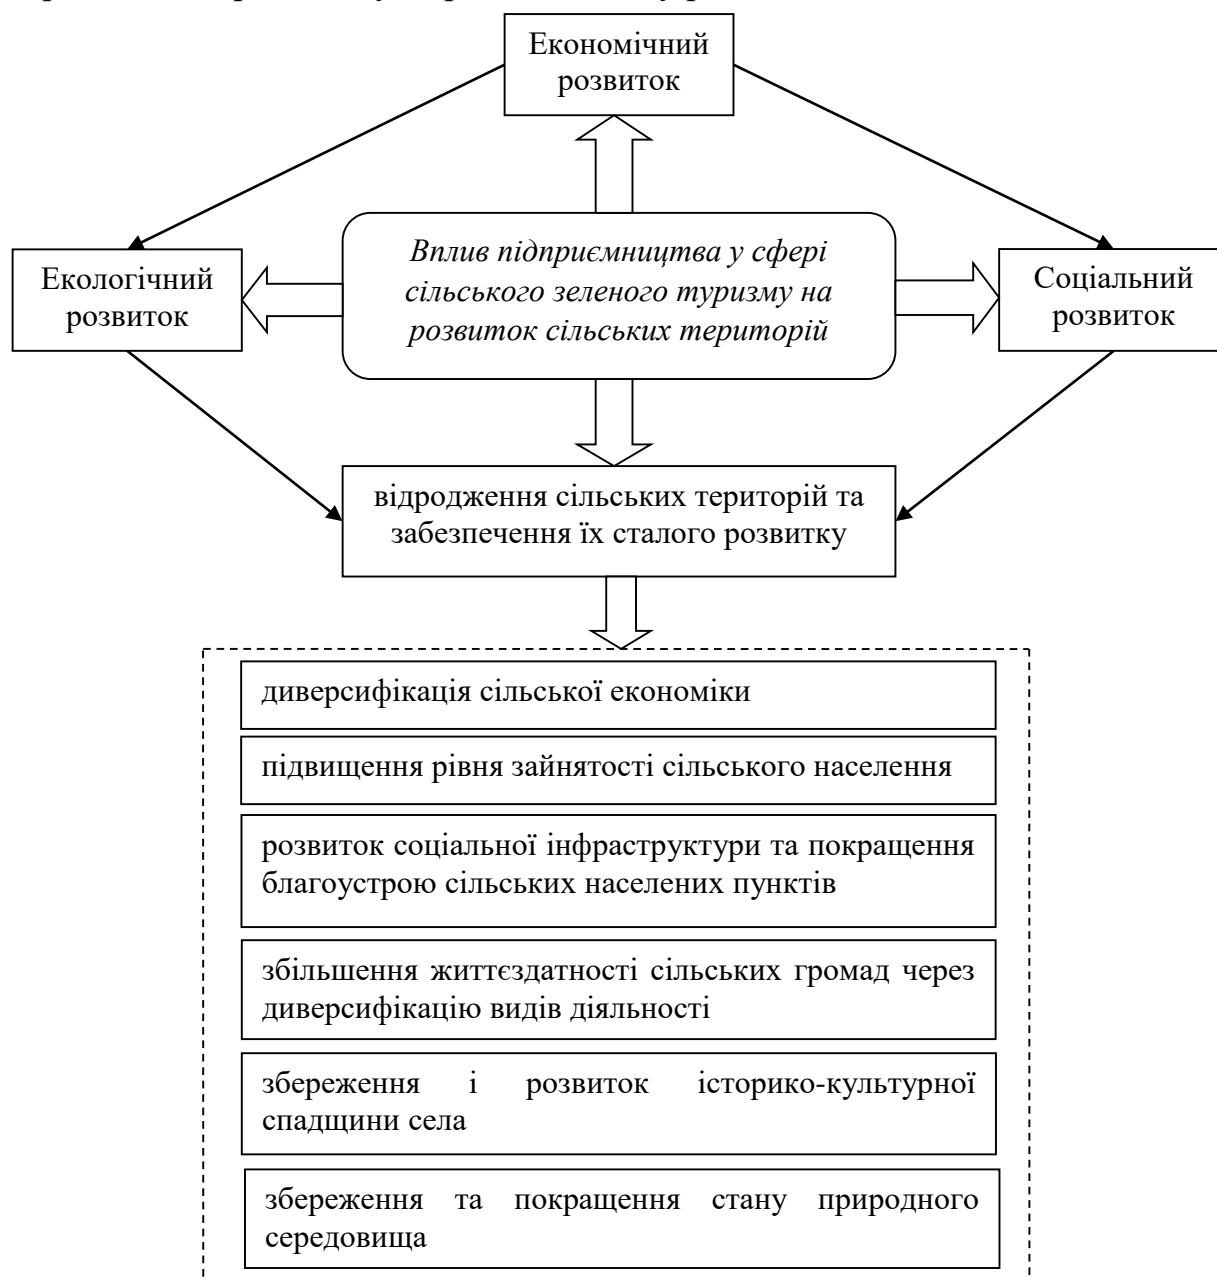 Економічний
розвиток
Вплив підприємництва у сфері
сільського зеленого туризму на
розвиток сільських територій
Екологічний
розвиток
Соціальний
розвиток
відродження сільських територій та
забезпечення їх сталого розвитку
диверсифікація сільської економіки
підвищення рівня зайнятості сільського населення
розвиток соціальної інфраструктури та покращення
благоустрою сільських населених пунктів
збільшення життєздатності сільських громад через
диверсифікацію видів діяльності
збереження і розвиток історико-культурної
спадщини села
збереження та покращення стану природного
середовища